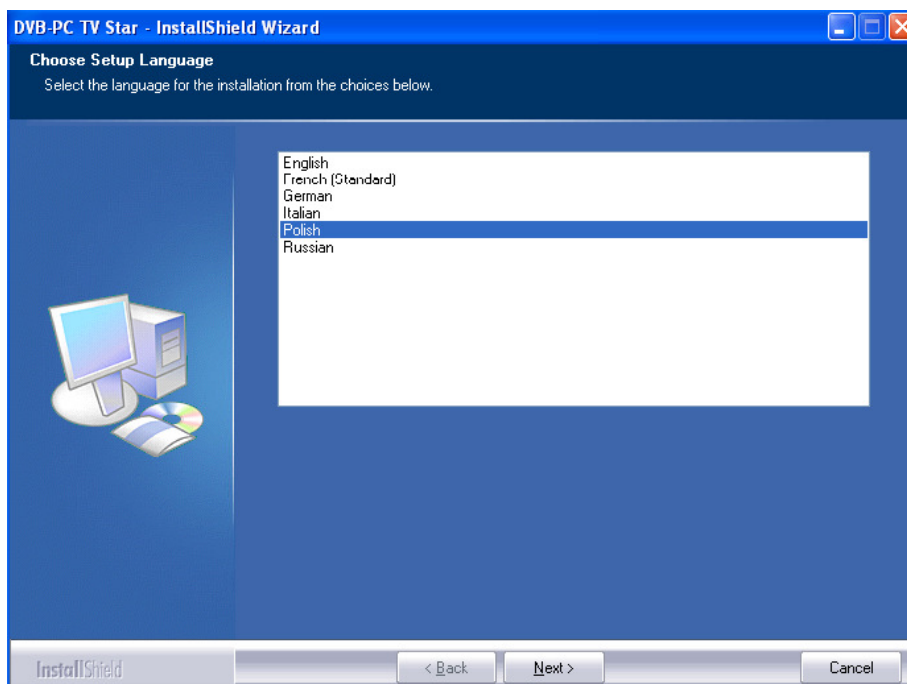 DVB-PC TV Star - InstallShield Wizard
Choose Setup Language
Select the language for the installation from the choices below.
English
French (Standard)
German
Italian
Polish
Russian
InstallShield
< Back
Next >
Cancel